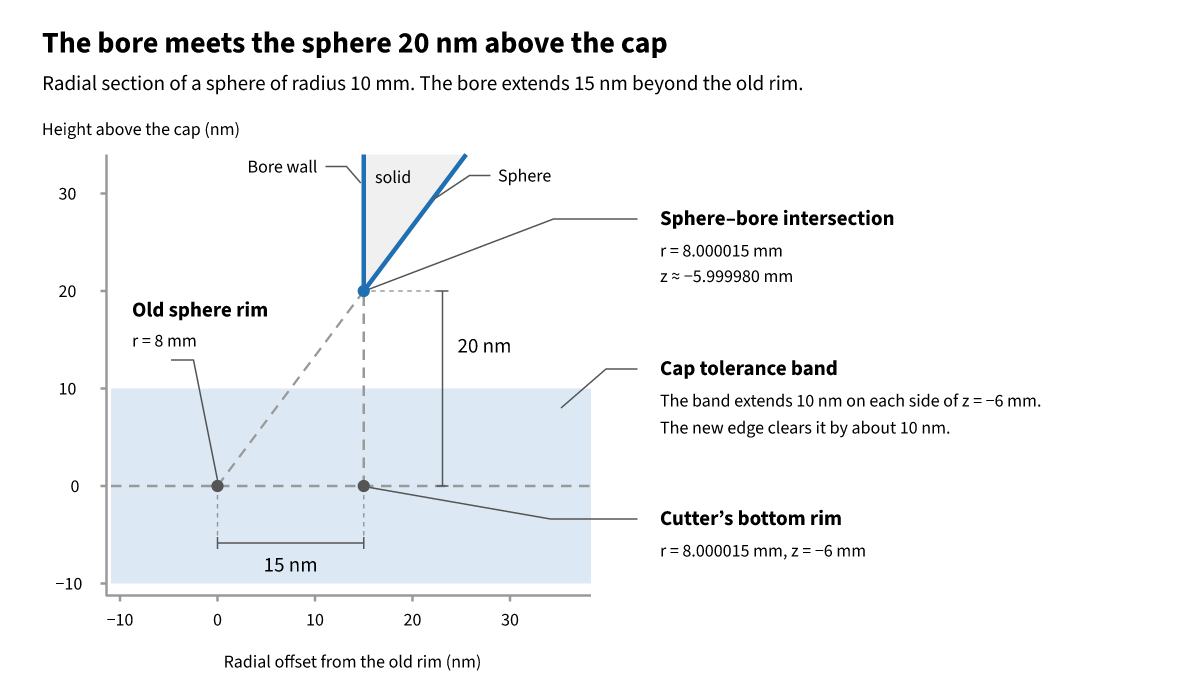 The bore meets the sphere 20 nm above the cap
Radial section of a sphere of radius 10 mm. The bore extends 15 nm beyond the old rim.
Height above the cap (nm)
Bore wall
solid
Sphere
30
Sphere–bore intersection
r = 8.000015 mm
z ≈ −5.999980 mm
20
Old sphere rim
r = 8 mm
20 nm
Cap tolerance band
The band extends 10 nm on each side of z = −6 mm.
The new edge clears it by about 10 nm.
10
0
Cutter’s bottom rim
r = 8.000015 mm, z = −6 mm
15 nm
−10
−10
0
10
20
30
Radial offset from the old rim (nm)